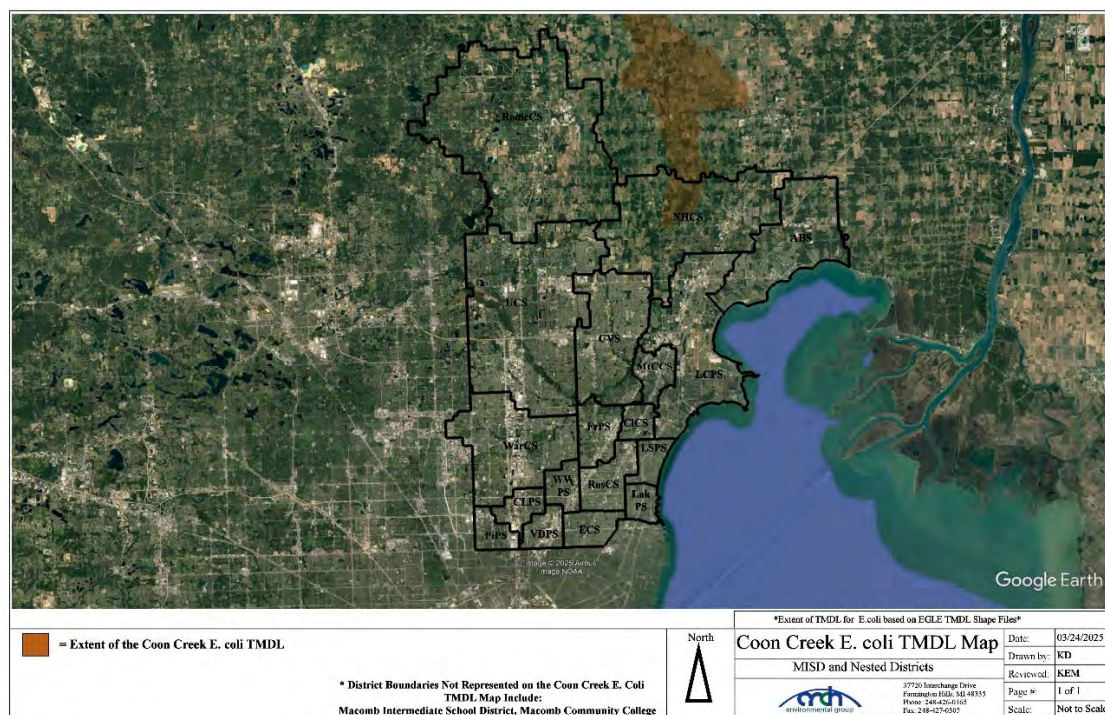 RomeCS
NHCS
ABS
UCS
CVS
MtCCS
LCPS
FrPS
ClCS
WarCS
LSPS
WW
PS
RosCS
CLPS
Lak
PS
FiPS
VDPS
ECS
Image © 2025 Airbus
Image NOAA
Google Earth
= Extent of the Coon Creek E. coli TMDL
* District Boundaries Not Represented on the Coon Creek E. Coli
TMDL Map Include:
Macomb Intermediate School District, Macomb Community College
North
*Extent of TMDL for E.coli based on EGLE TMDL Shape Files*
Coon Creek E. coli TMDL Map
MISD and Nested Districts
arch
environmental group
37720 Interchange Drive
Farmington Hills, MI 48335
Phone: 248-426-0165
Fax: 248-427-0305
Date: 03/24/2025
Drawn by: KD
Reviewed: KEM
Page #: 1 of 1
Scale: Not to Scale